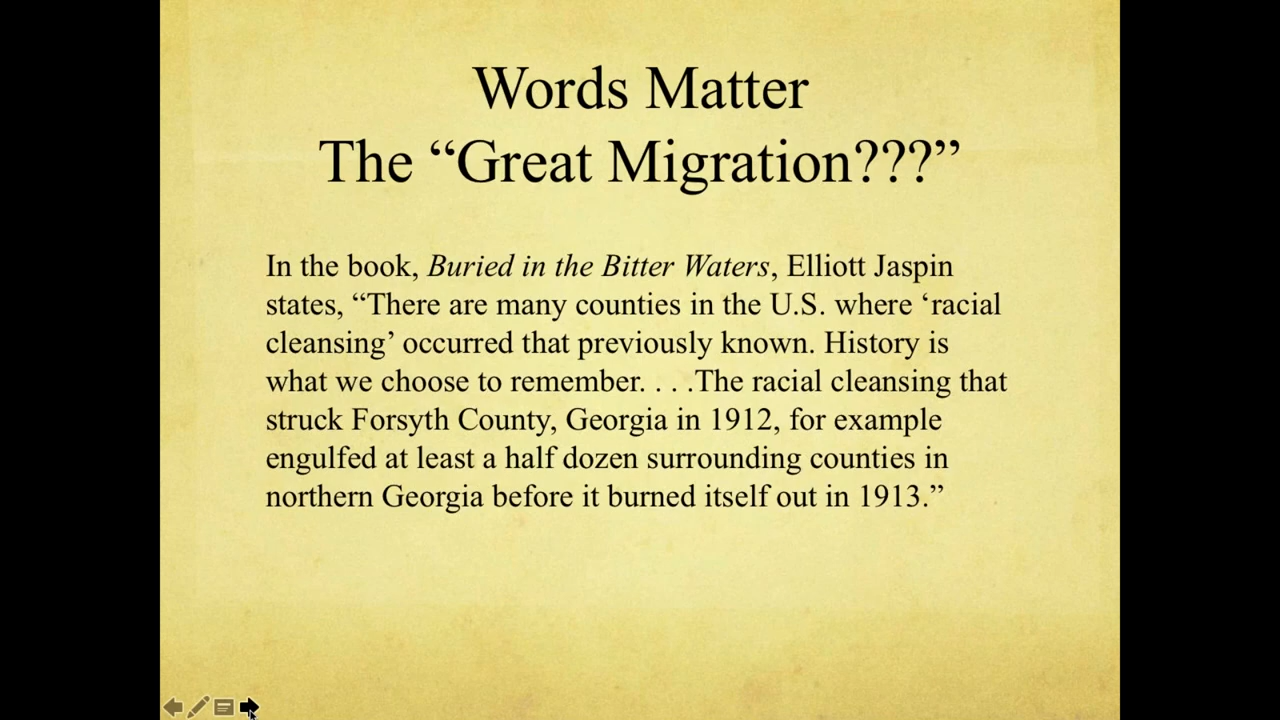 Words Matter
The “Great Migration???”
In the book, Buried in the Bitter Waters, Elliott Jaspin
states, “There are many counties in the U.S. where ‘racial
cleansing’ occurred that previously known. History is
what we choose to remember. . . .The racial cleansing that
struck Forsyth County, Georgia in 1912, for example
engulfed at least a half dozen surrounding counties in
northern Georgia before it burned itself out in 1913.”